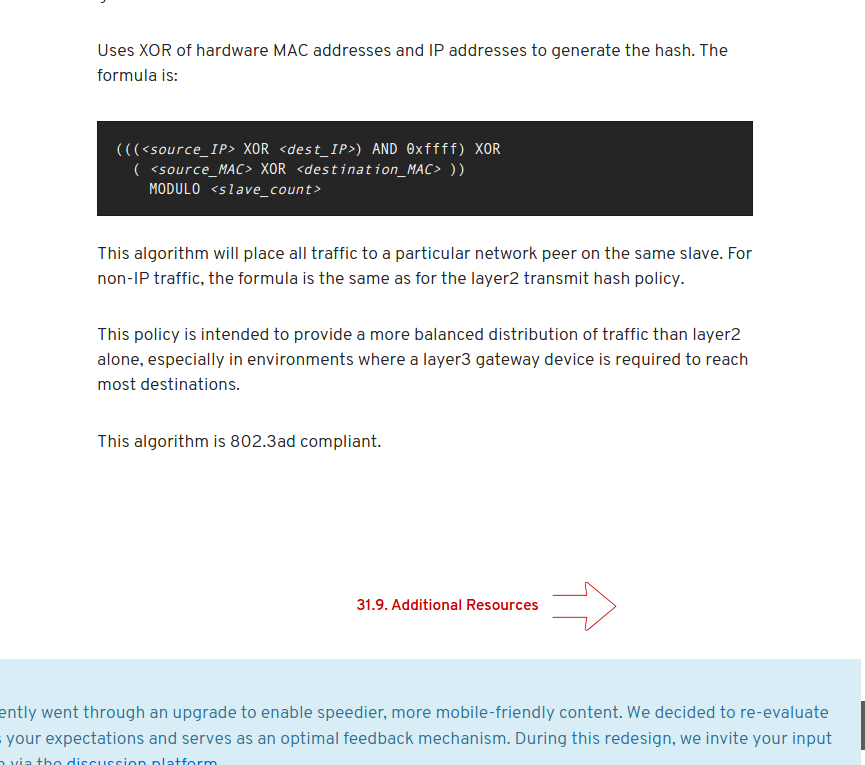 Uses XOR of hardware MAC addresses and IP addresses to generate the hash. The
formula is:
(((<source_IP> XOR <dest_IP>) AND 0xffff) XOR
( <source_MAC> XOR <destination_MAC> ))
MODULO <slave_count>
This algorithm will place all traffic to a particular network peer on the same slave. For
non-IP traffic, the formula is the same as for the layer2 transmit hash policy.
This policy is intended to provide a more balanced distribution of traffic than layer2
alone, especially in environments where a layer3 gateway device is required to reach
most destinations.
This algorithm is 802.3ad compliant.
31.9. Additional Resources
ently went through an upgrade to enable speedier, more mobile-friendly content. We decided to re-evaluate
your expectations and serves as an optimal feedback mechanism. During this redesign, we invite your input
via the discussion platform